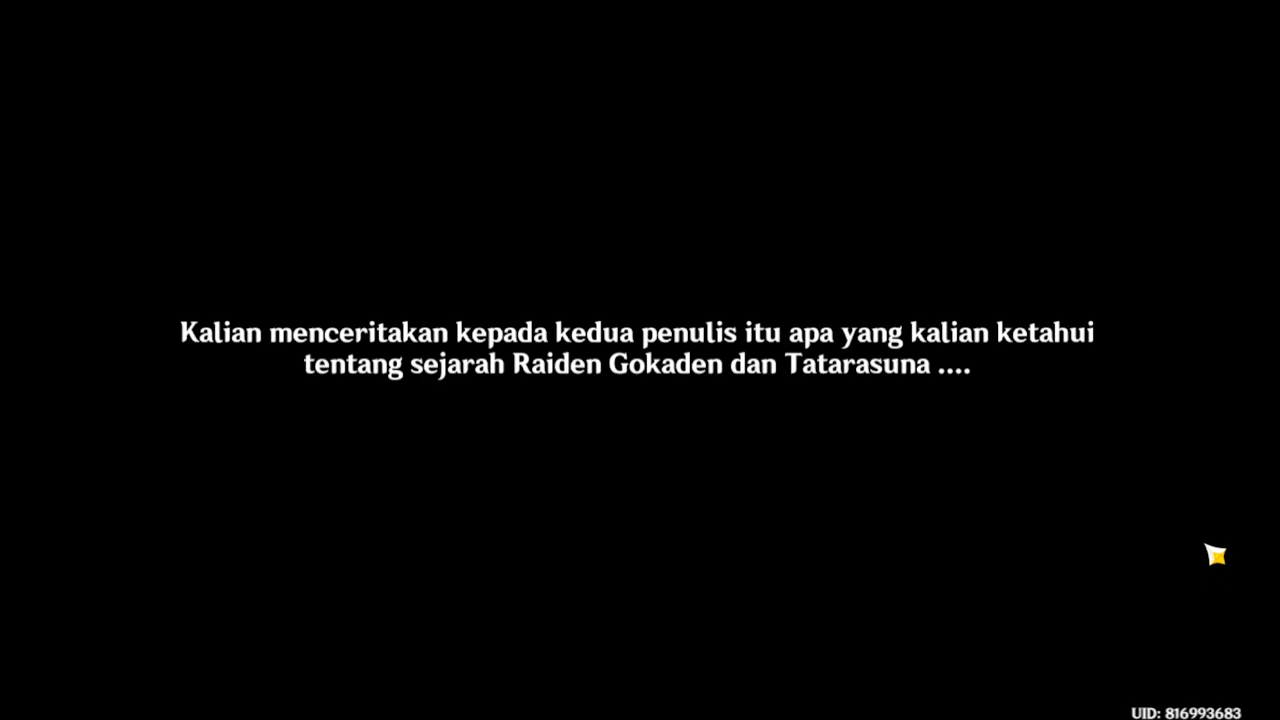 Kalian menceritakan kepada kedua penulis itu apa yang kalian ketahui
tentang sejarah Raiden Gokaden dan Tatarasuna ....
UID: 816993683